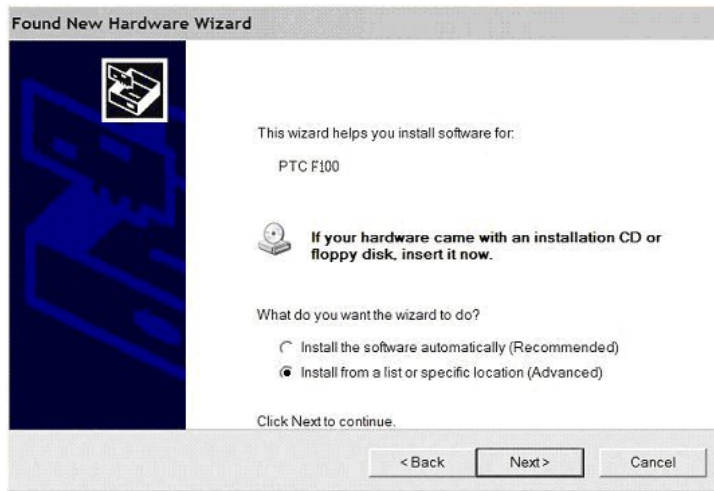 Found New Hardware Wizard
This wizard helps you install software for:
PTC F100
If your hardware came with an installation CD or
floppy disk, insert it now.
What do you want the wizard to do?
Install the software automatically (Recommended)
Install from a list or specific location (Advanced)
Click Next to continue.
< Back
Next >
Cancel